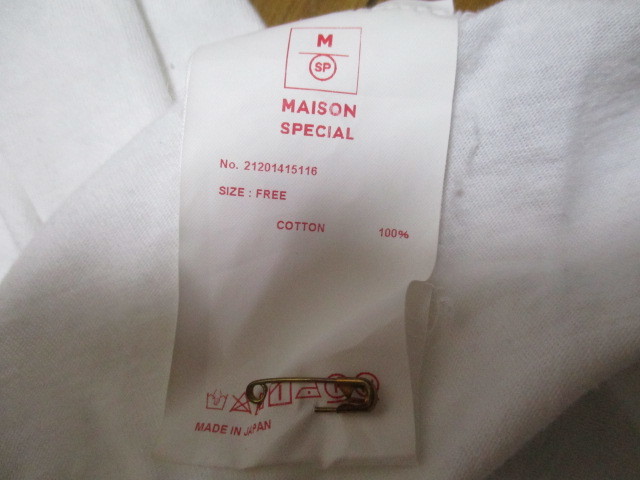 M
SP
MAISON
SPECIAL
No. 21201415116
SIZE : FREE
COTTON 100%
MADE IN JAPAN